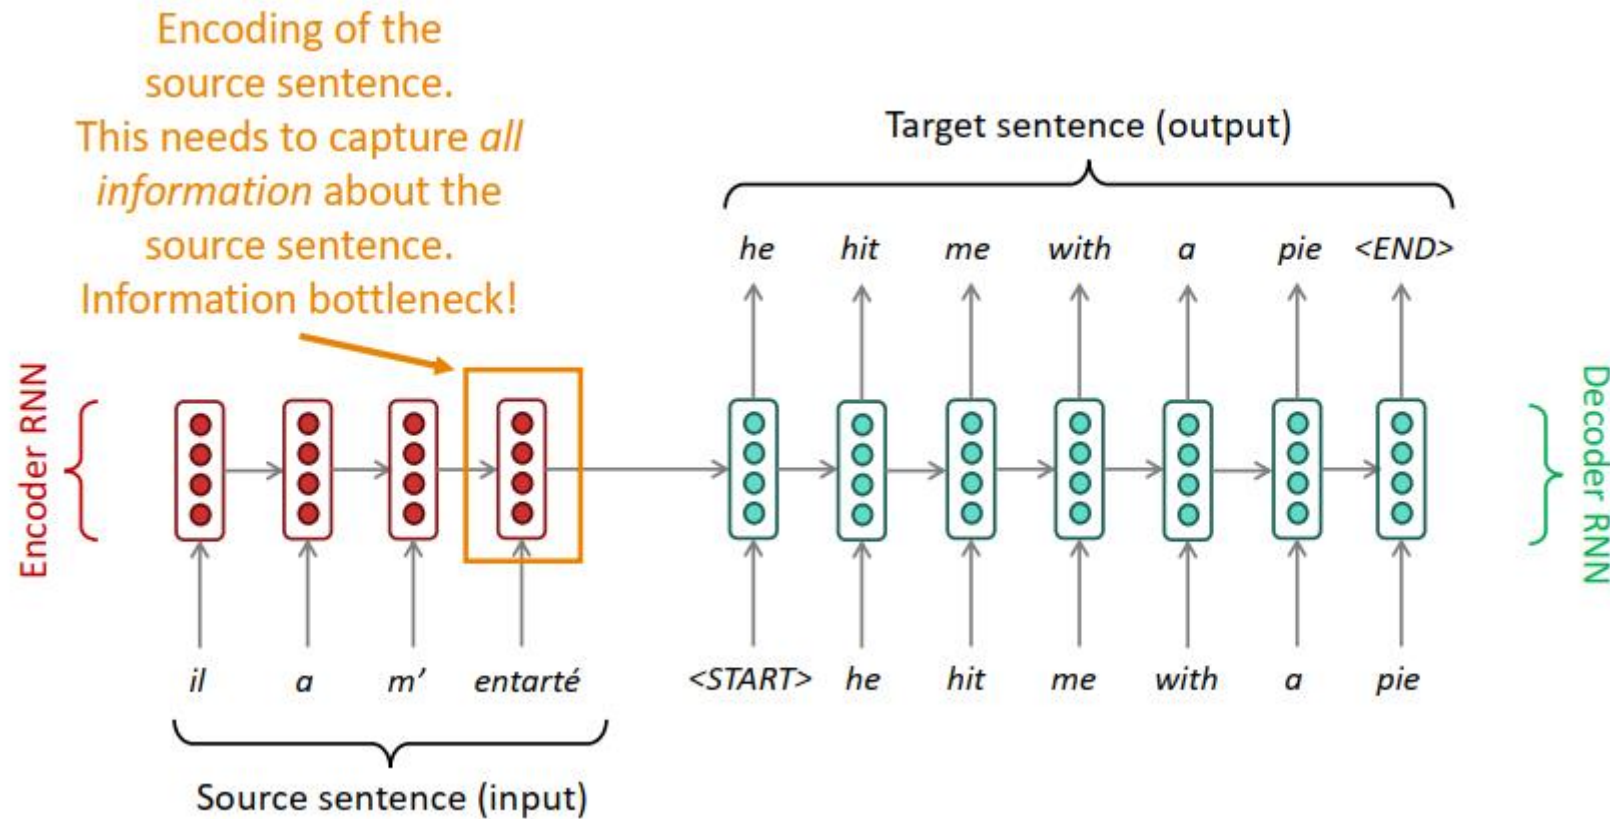 Encoding of the
source sentence.
This needs to capture all
information about the
source sentence.
Information bottleneck!
Target sentence (output)
he hit me with a pie <END>
Encoder RNN
Decoder RNN
il a m’ entarté
<START> he hit me with a pie
Source sentence (input)